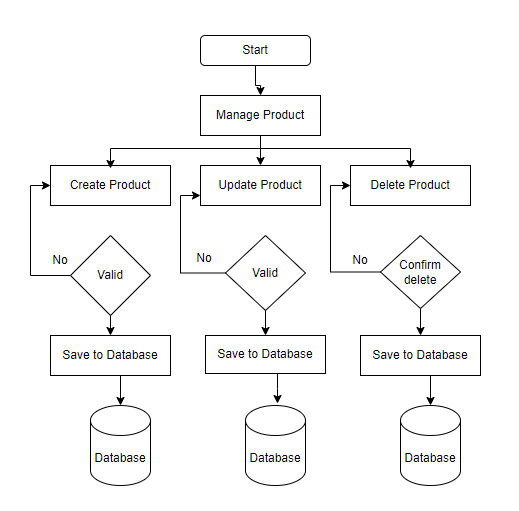 Start
Manage Product
Create Product
Update Product
Delete Product
No
Valid
No
Valid
No
Confirm
delete
Save to Database
Save to Database
Save to Database
Database
Database
Database